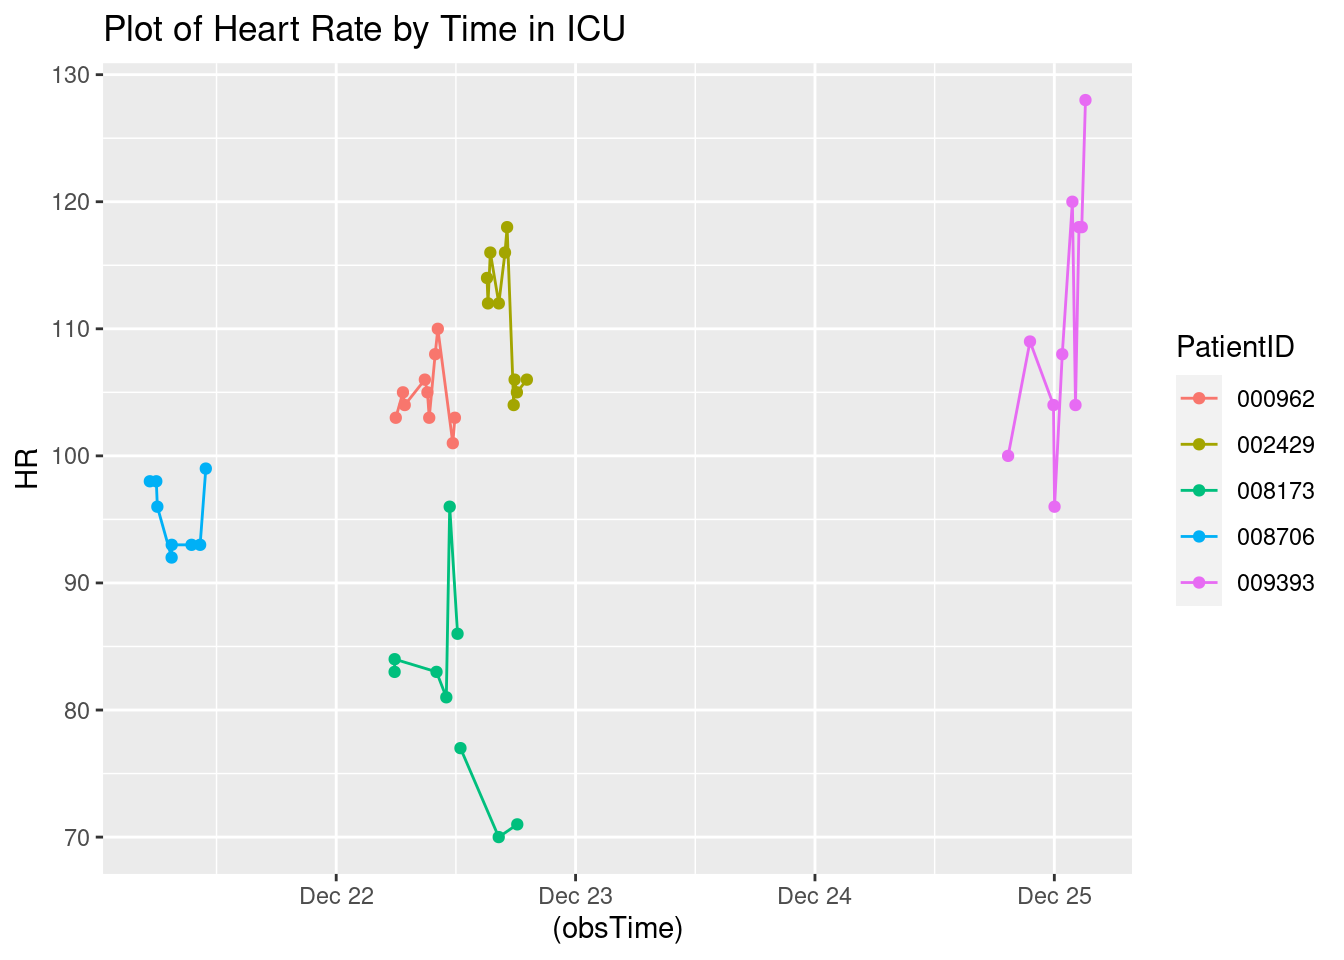 Plot of Heart Rate by Time in ICU
130
120
110
100
90
80
70
HR
Dec 22
Dec 23
Dec 24
Dec 25
(obsTime)
PatientID
000962
002429
008173
008706
009393